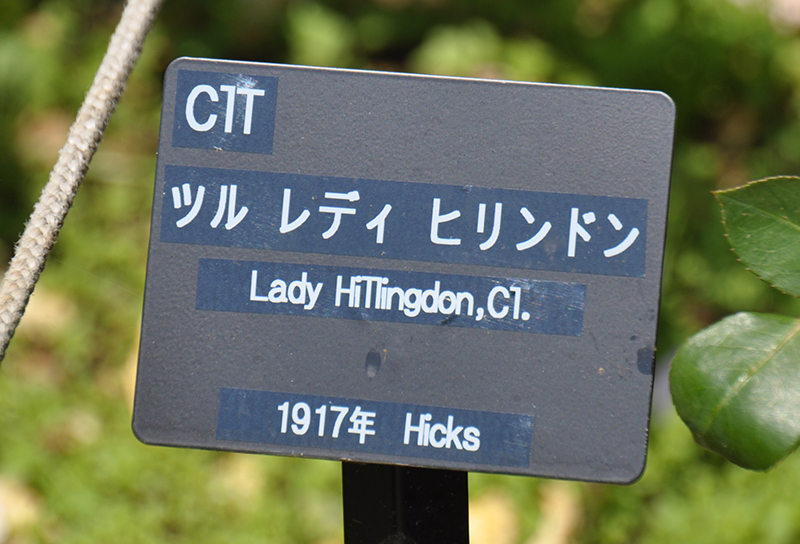 ClT
ツル レディ ヒリンドン
Lady Hillingdon,Cl.
1917年 Hicks